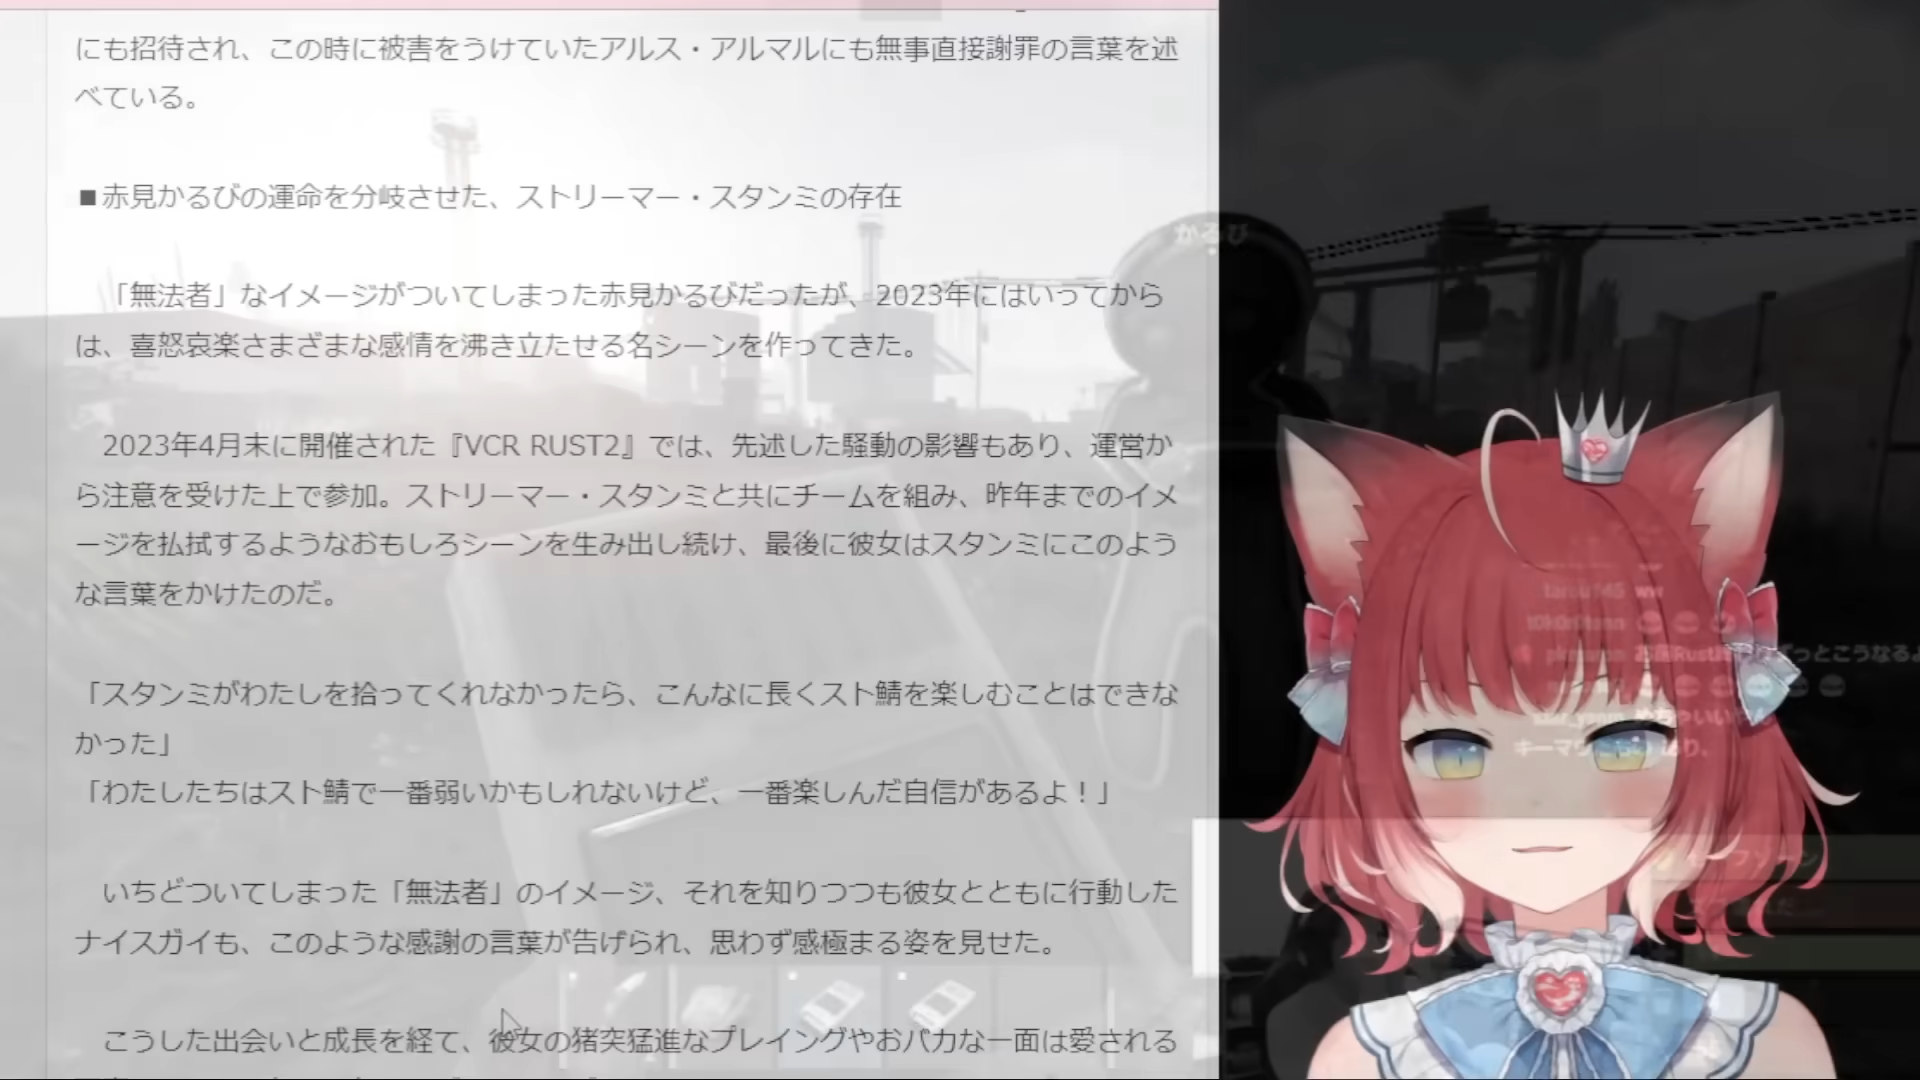 にも招待され、この時に被害をうけていたアルス・アルマルにも無事直接謝罪の言葉を述
べている。
■赤見かるびの運命を分岐させた、ストリーマー・スタンミの存在
「無法者」なイメージがついてしまった赤見かるびだったが、2023年にはいってから
は、喜怒哀楽さまざまな感情を沸き立たせる名シーンを作ってきた。
2023年4月末に開催された『VCR RUST2』では、先述した騒動の影響もあり、運営か
ら注意を受けた上で参加。ストリーマー・スタンミと共にチームを組み、昨年までのイメ
ージを払拭するようなおもしろシーンを生み出し続け、最後に彼女はスタンミにこのよう
な言葉をかけたのだ。
「スタンミがわたしを拾ってくれなかったら、こんなに長くスト鯖を楽しむことはできな
かった」
「わたしたちはスト鯖で一番弱いかもしれないけど、一番楽しんだ自信があるよ！」
いちどついてしまった「無法者」のイメージ、それを知りつつも彼女とともに行動した
ナイスガイも、このような感謝の言葉が告げられ、思わず感極まる姿を見せた。
こうした出会いと成長を経て、彼女の猪突猛進なプレイングやおバカな一面は愛される
かるび
ww